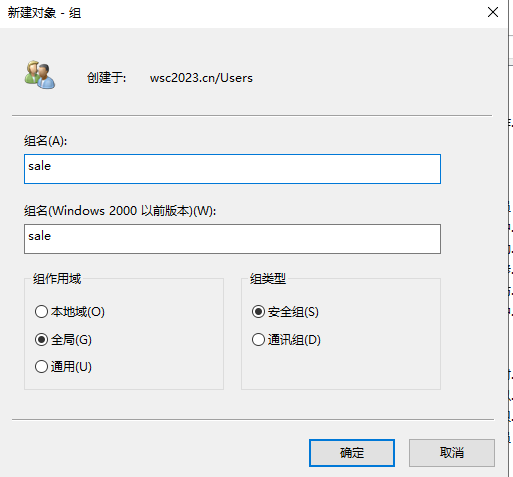 新建对象 - 组
创建于: wsc2023.cn/Users
组名(A):
sale
组名(Windows 2000 以前版本)(W):
sale
组作用域
本地域(O)
全局(G)
通用(U)
组类型
安全组(S)
通讯组(D)
确定
取消